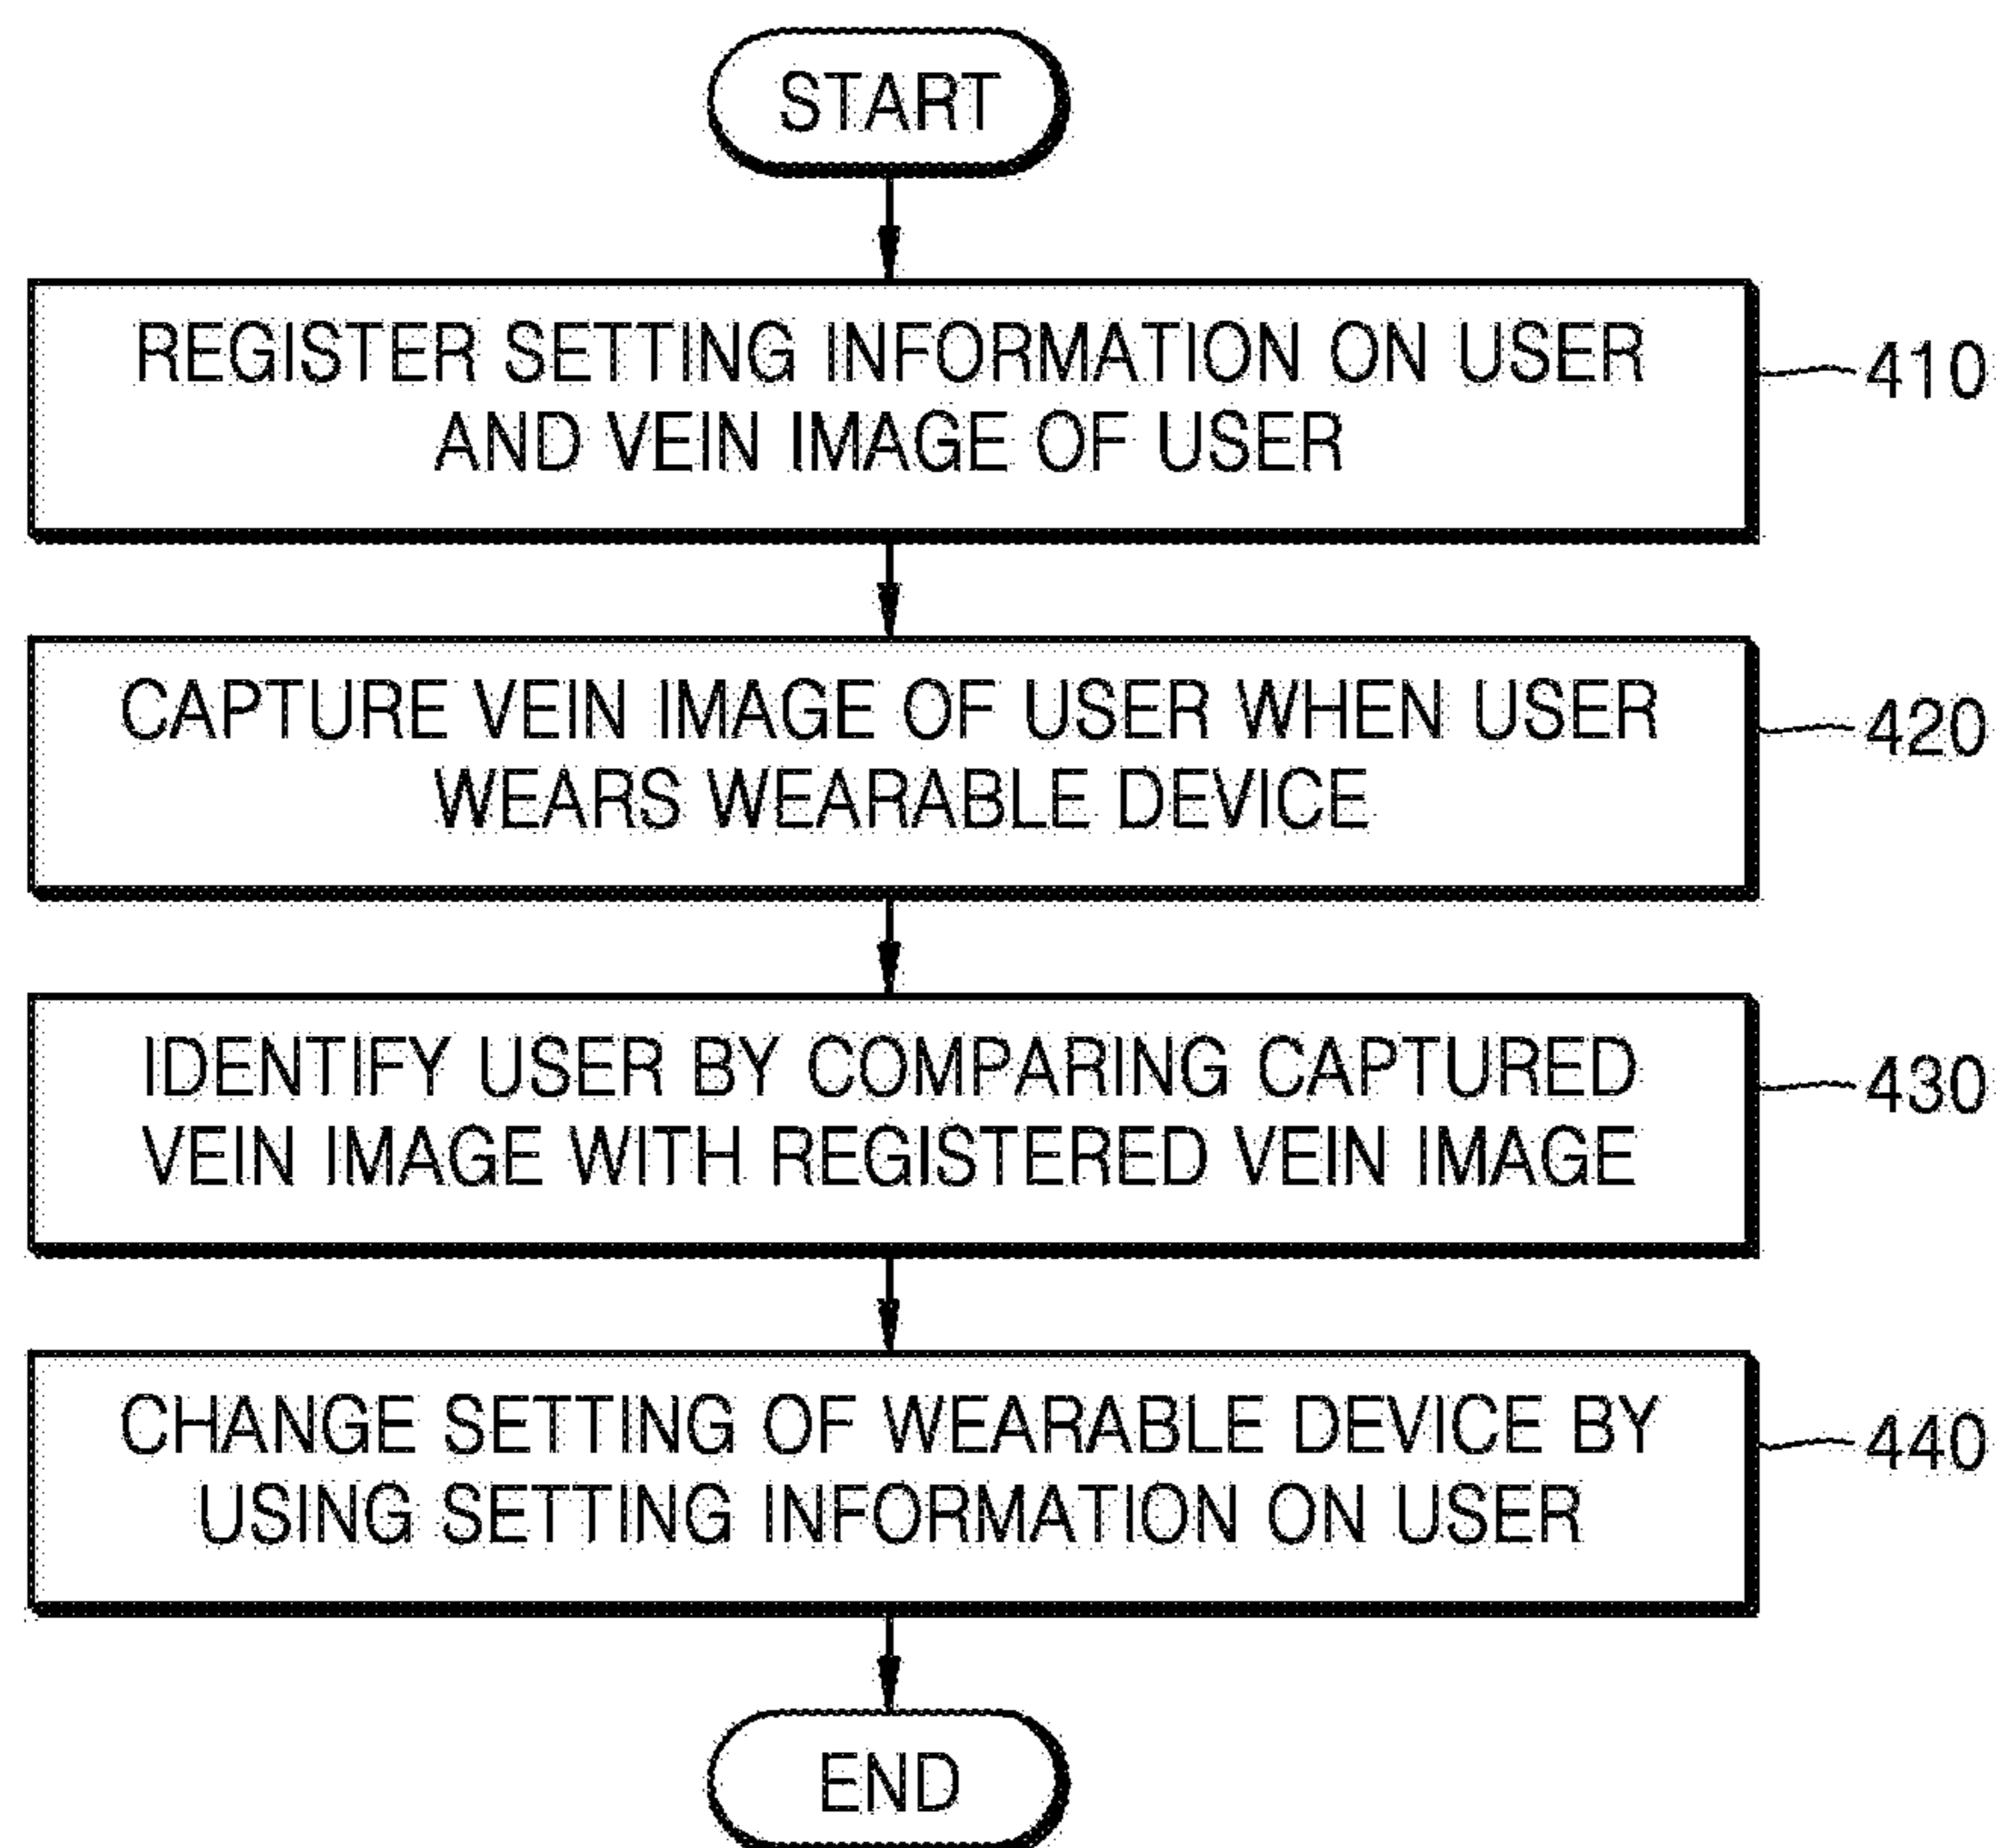 START
REGISTER SETTING INFORMATION ON USER
AND VEIN IMAGE OF USER
410
CAPTURE VEIN IMAGE OF USER WHEN USER
WEARS WEARABLE DEVICE
420
IDENTIFY USER BY COMPARING CAPTURED
VEIN IMAGE WITH REGISTERED VEIN IMAGE
430
CHANGE SETTING OF WEARABLE DEVICE BY
USING SETTING INFORMATION ON USER
440
END